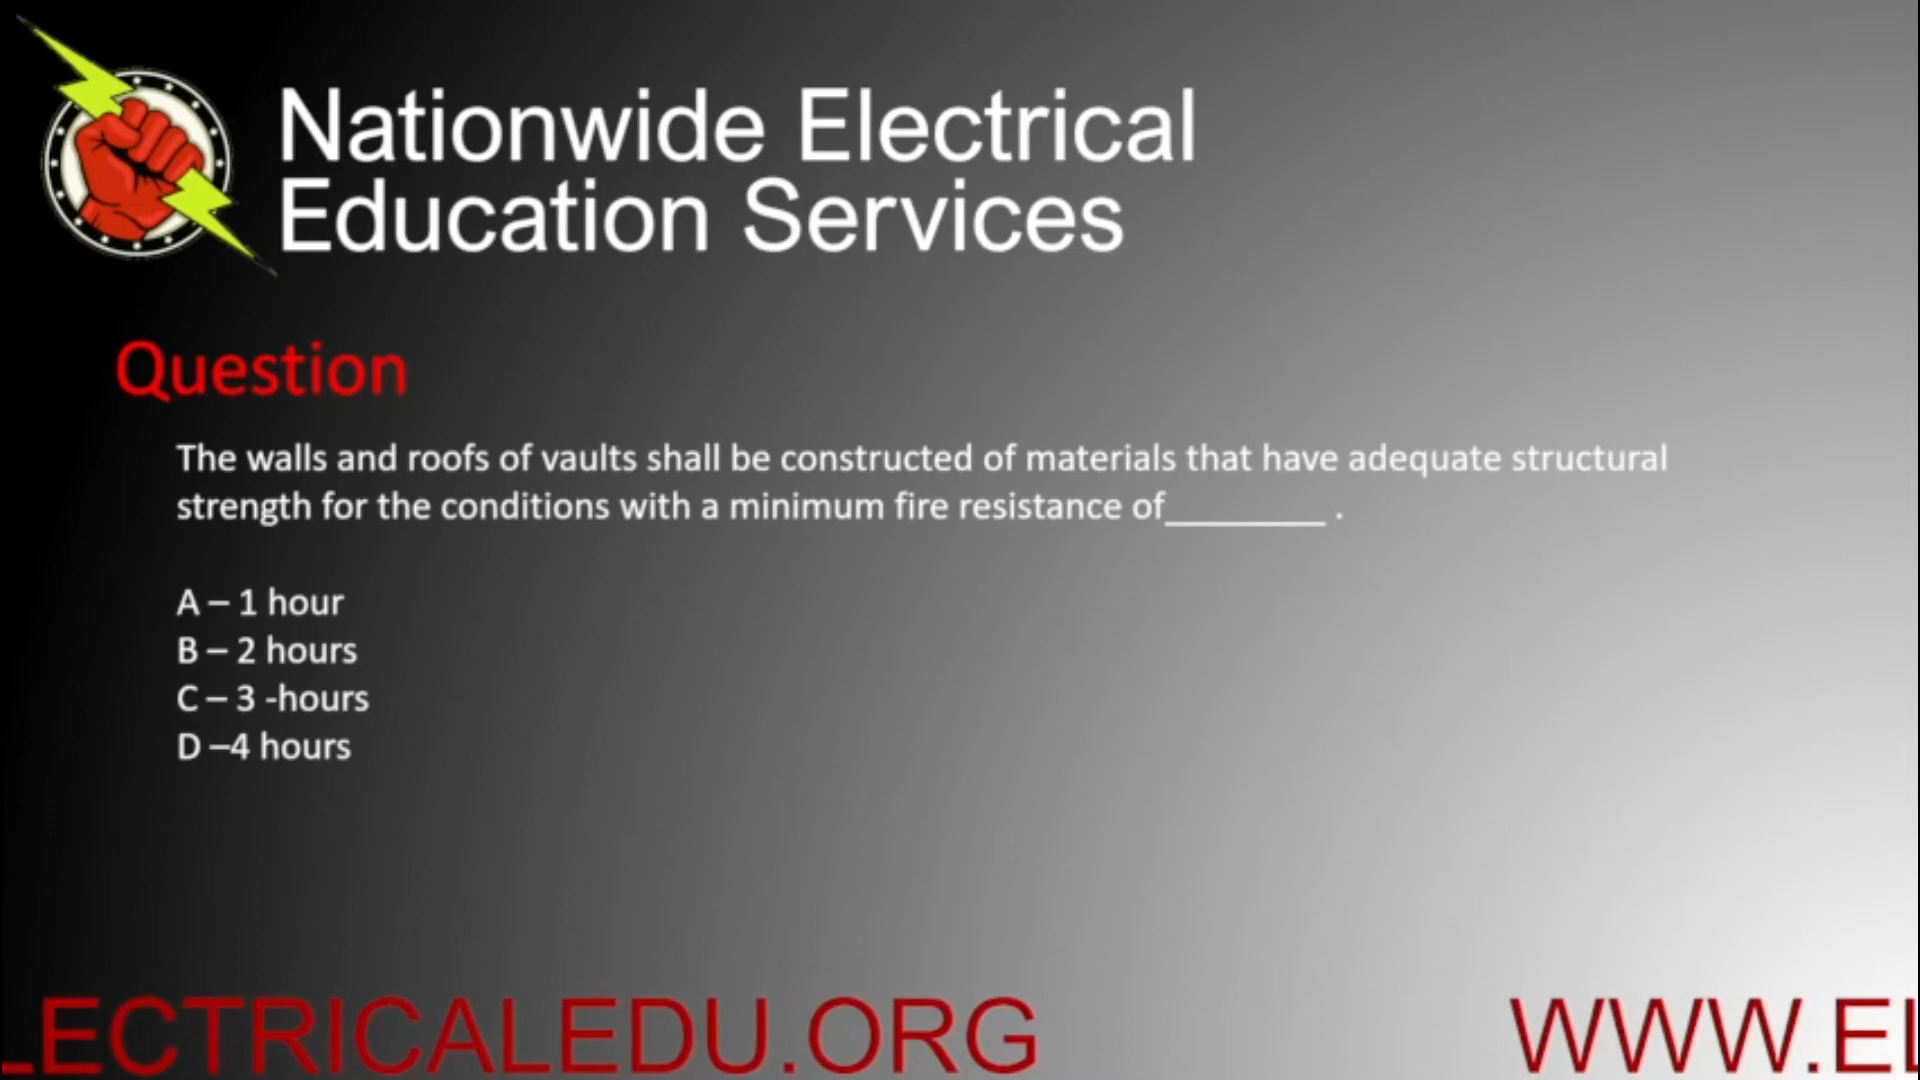 Nationwide Electrical
Education Services
Question
The walls and roofs of vaults shall be constructed of materials that have adequate structural
strength for the conditions with a minimum fire resistance of________ .
A – 1 hour
B – 2 hours
C – 3 -hours
D –4 hours
LECTRICALEDU.ORG WWW.EL